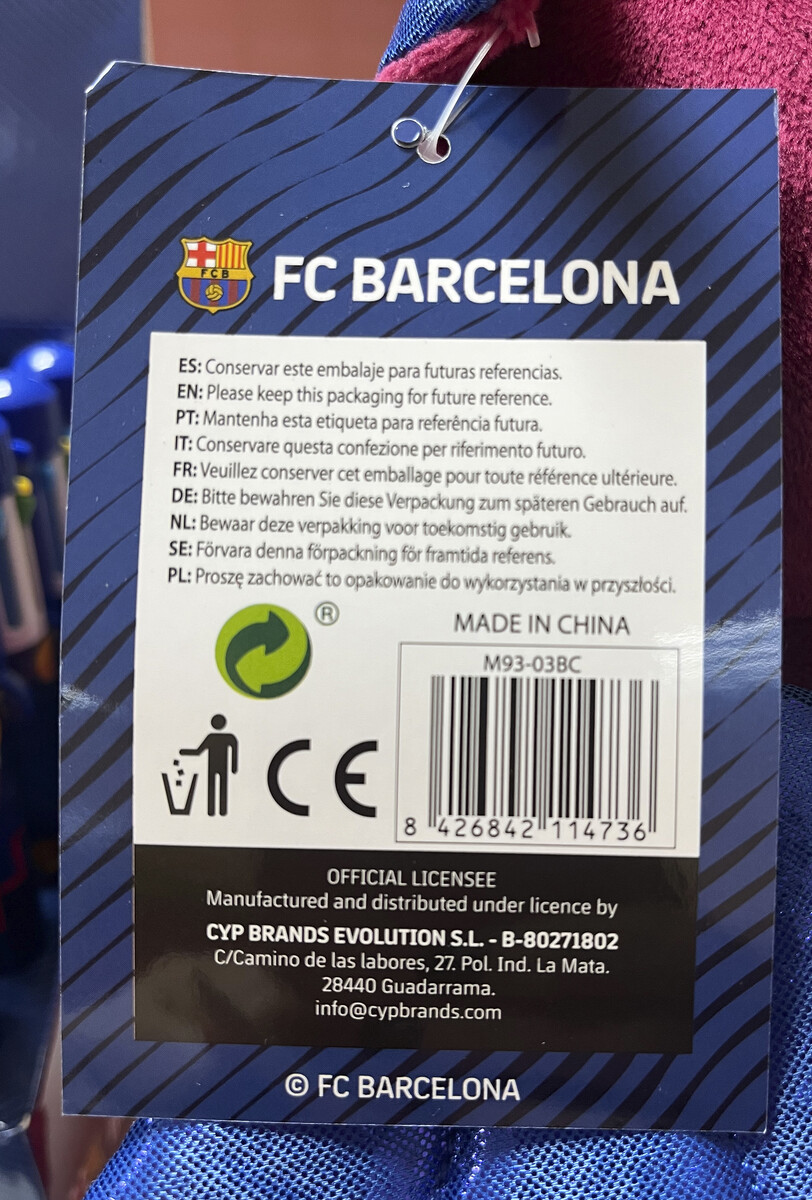 FCB
FC BARCELONA
ES: Conservar este embalaje para futuras referencias.
EN: Please keep this packaging for future reference.
PT: Mantenha esta etiqueta para referência futura.
IT: Conservare questa confezione per riferimento futuro.
FR: Veuillez conserver cet emballage pour toute référence ultérieure.
DE: Bitte bewahren Sie diese Verpackung zum späteren Gebrauch auf.
NL: Bewaar deze verpakking voor toekomstig gebruik.
SE: Förvara denna förpackning för framtida referens.
PL: Proszę zachować to opakowanie do wykorzystania w przyszłości.
®
MADE IN CHINA
M93-03BC
CE
8 426842 114736
OFFICIAL LICENSEE
Manufactured and distributed under licence by
CYP BRANDS EVOLUTION S.L. - B-80271802
C/Camino de las labores, 27. Pol. Ind. La Mata.
28440 Guadarrama.
info@cypbrands.com
© FC BARCELONA